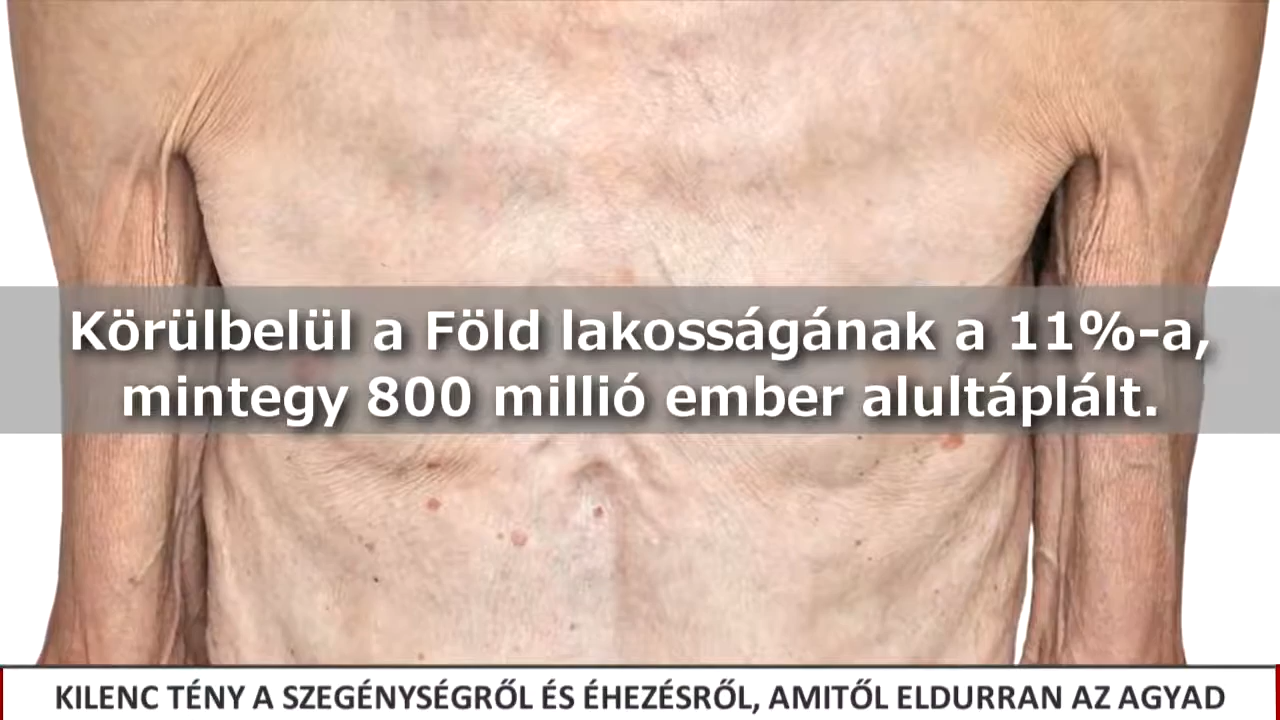 Körülbelül a Föld lakosságának a 11%-a,
mintegy 800 millió ember alultáplált.
KILENC TÉNY A SZEGÉNYSÉGRŐL ÉS ÉHEZÉSRŐL, AMITŐL ELDURRAN AZ AGYAD